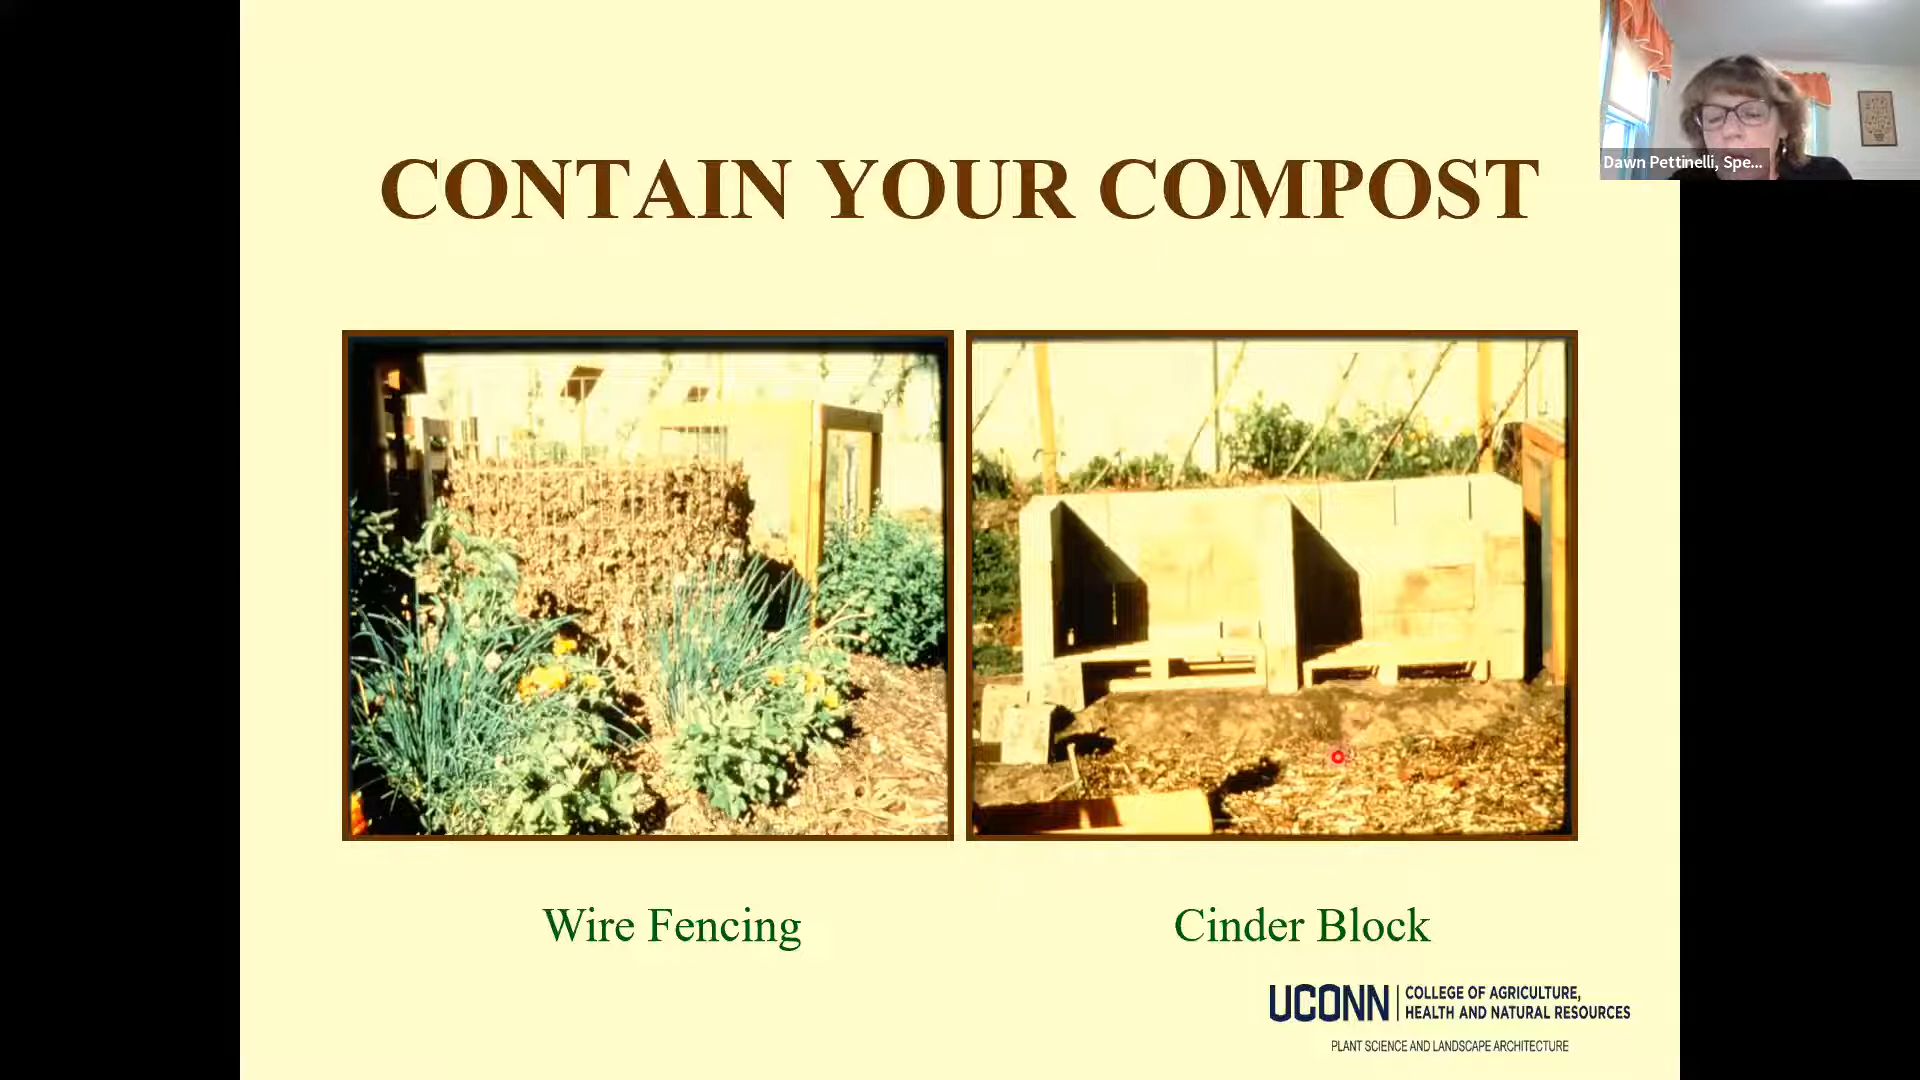 CONTAIN YOUR COMPOST
Dawn Pettinelli, Spe...
Wire Fencing
Cinder Block
UCONN
COLLEGE OF AGRICULTURE,
HEALTH AND NATURAL RESOURCES
PLANT SCIENCE AND LANDSCAPE ARCHITECTURE